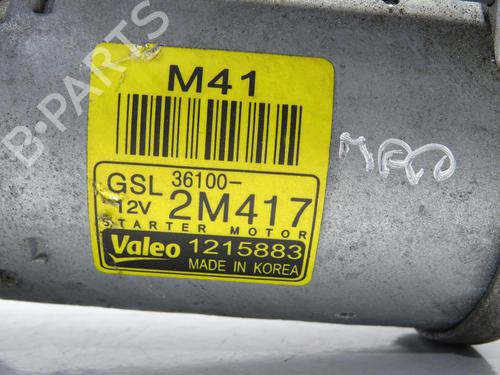 B-PARTS
M41
GSL 36100-
12V 2M417
STARTER MOTOR
Valeo 1215883
MADE IN KOREA